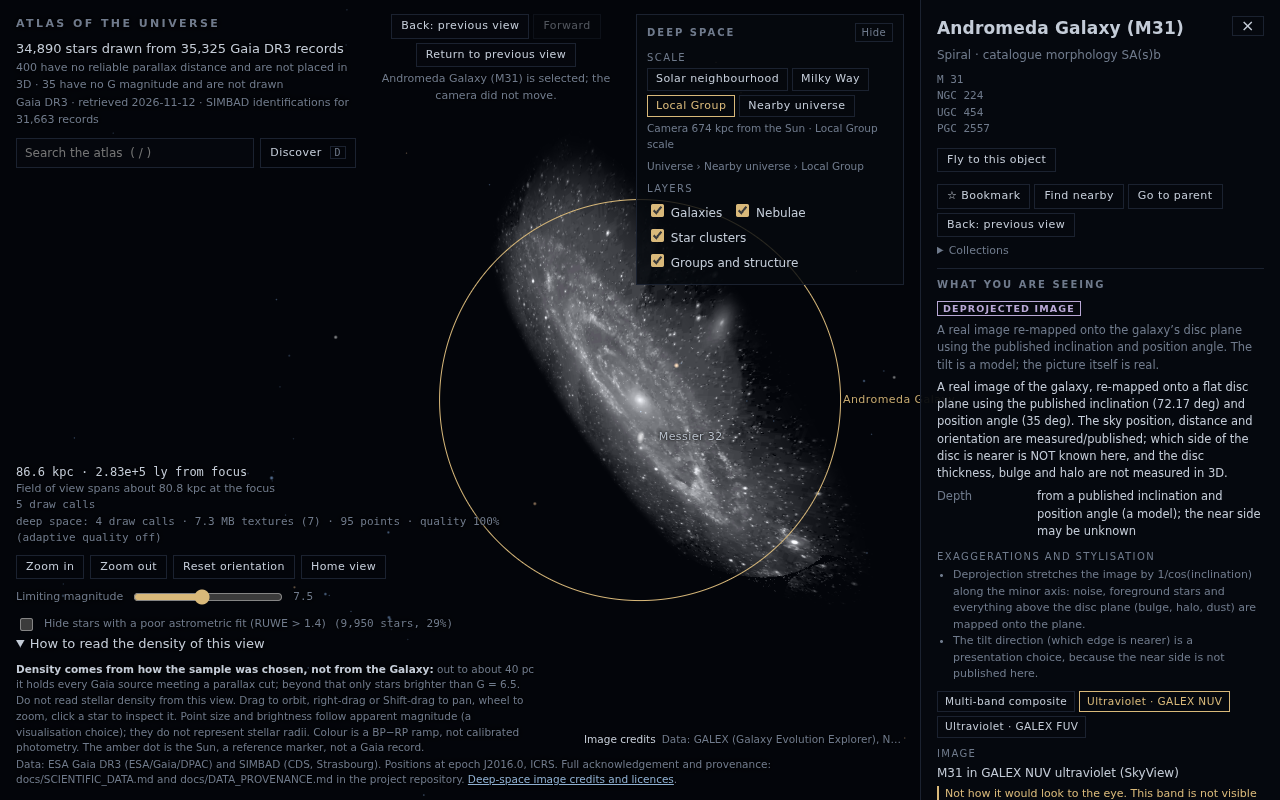 ATLAS OF THE UNIVERSE
34,890 stars drawn from 35,325 Gaia DR3 records
400 have no reliable parallax distance and are not placed in
3D · 35 have no G magnitude and are not drawn
Gaia DR3 · retrieved 2026-11-12 · SIMBAD identifications for
31,663 records
Search the atlas ( / )
Discover D
Back: previous view
Forward
Return to previous view
Andromeda Galaxy (M31) is selected; the
camera did not move.
DEEP SPACE
Hide
SCALE
Solar neighbourhood
Milky Way
Local Group
Nearby universe
Camera 674 kpc from the Sun · Local Group
scale
Universe › Nearby universe › Local Group
LAYERS
Galaxies
Nebulae
Star clusters
Groups and structure
Andromeda G
Messier 32
86.6 kpc · 2.83e+5 ly from focus
Field of view spans about 80.8 kpc at the focus
5 draw calls
deep space: 4 draw calls · 7.3 MB textures (7) · 95 points · quality 100%
(adaptive quality off)
Zoom in
Zoom out
Reset orientation
Home view
Limiting magnitude
7.5
Hide stars with a poor astrometric fit (RUWE > 1.4) (9,950 stars, 29%)
▼ How to read the density of this view
Density comes from how the sample was chosen, not from the Galaxy: out to about 40 pc
it holds every Gaia source meeting a parallax cut; beyond that only stars brighter than G = 6.5.
Do not read stellar density from this view. Drag to orbit, right-drag or Shift-drag to pan, wheel to
zoom, click a star to inspect it. Point size and brightness follow apparent magnitude (a
visualisation choice); they do not represent stellar radii. Colour is a BP−RP ramp, not calibrated
photometry. The amber dot is the Sun, a reference marker, not a Gaia record.
Data: ESA Gaia DR3 (ESA/Gaia/DPAC) and SIMBAD (CDS, Strasbourg). Positions at epoch J2016.0, ICRS. Full acknowledgement and provenance:
docs/SCIENTIFIC_DATA.md and docs/DATA_PROVENANCE.md in the project repository. Deep-space image credits and licences.
Image credits Data: GALEX (Galaxy Evolution Explorer), N…
Andromeda Galaxy (M31)
×
Spiral · catalogue morphology SA(s)b
M 31
NGC 224
UGC 454
PGC 2557
Fly to this object
☆ Bookmark
Find nearby
Go to parent
Back: previous view
▶ Collections
WHAT YOU ARE SEEING
DEPROJECTED IMAGE
A real image re-mapped onto the galaxy’s disc plane
using the published inclination and position angle. The
tilt is a model; the picture itself is real.
A real image of the galaxy, re-mapped onto a flat disc
plane using the published inclination (72.17 deg) and
position angle (35 deg). The sky position, distance and
orientation are measured/published; which side of the
disc is nearer is NOT known here, and the disc
thickness, bulge and halo are not measured in 3D.
Depth
from a published inclination and
position angle (a model); the near side
may be unknown
EXAGGERATIONS AND STYLISATION
• Deprojection stretches the image by 1/cos(inclination)
along the minor axis: noise, foreground stars and
everything above the disc plane (bulge, halo, dust) are
mapped onto the plane.
• The tilt direction (which edge is nearer) is a
presentation choice, because the near side is not
published here.
Multi-band composite
Ultraviolet · GALEX NUV
Ultraviolet · GALEX FUV
IMAGE
M31 in GALEX NUV ultraviolet (SkyView)
Not how it would look to the eye. This band is not visible